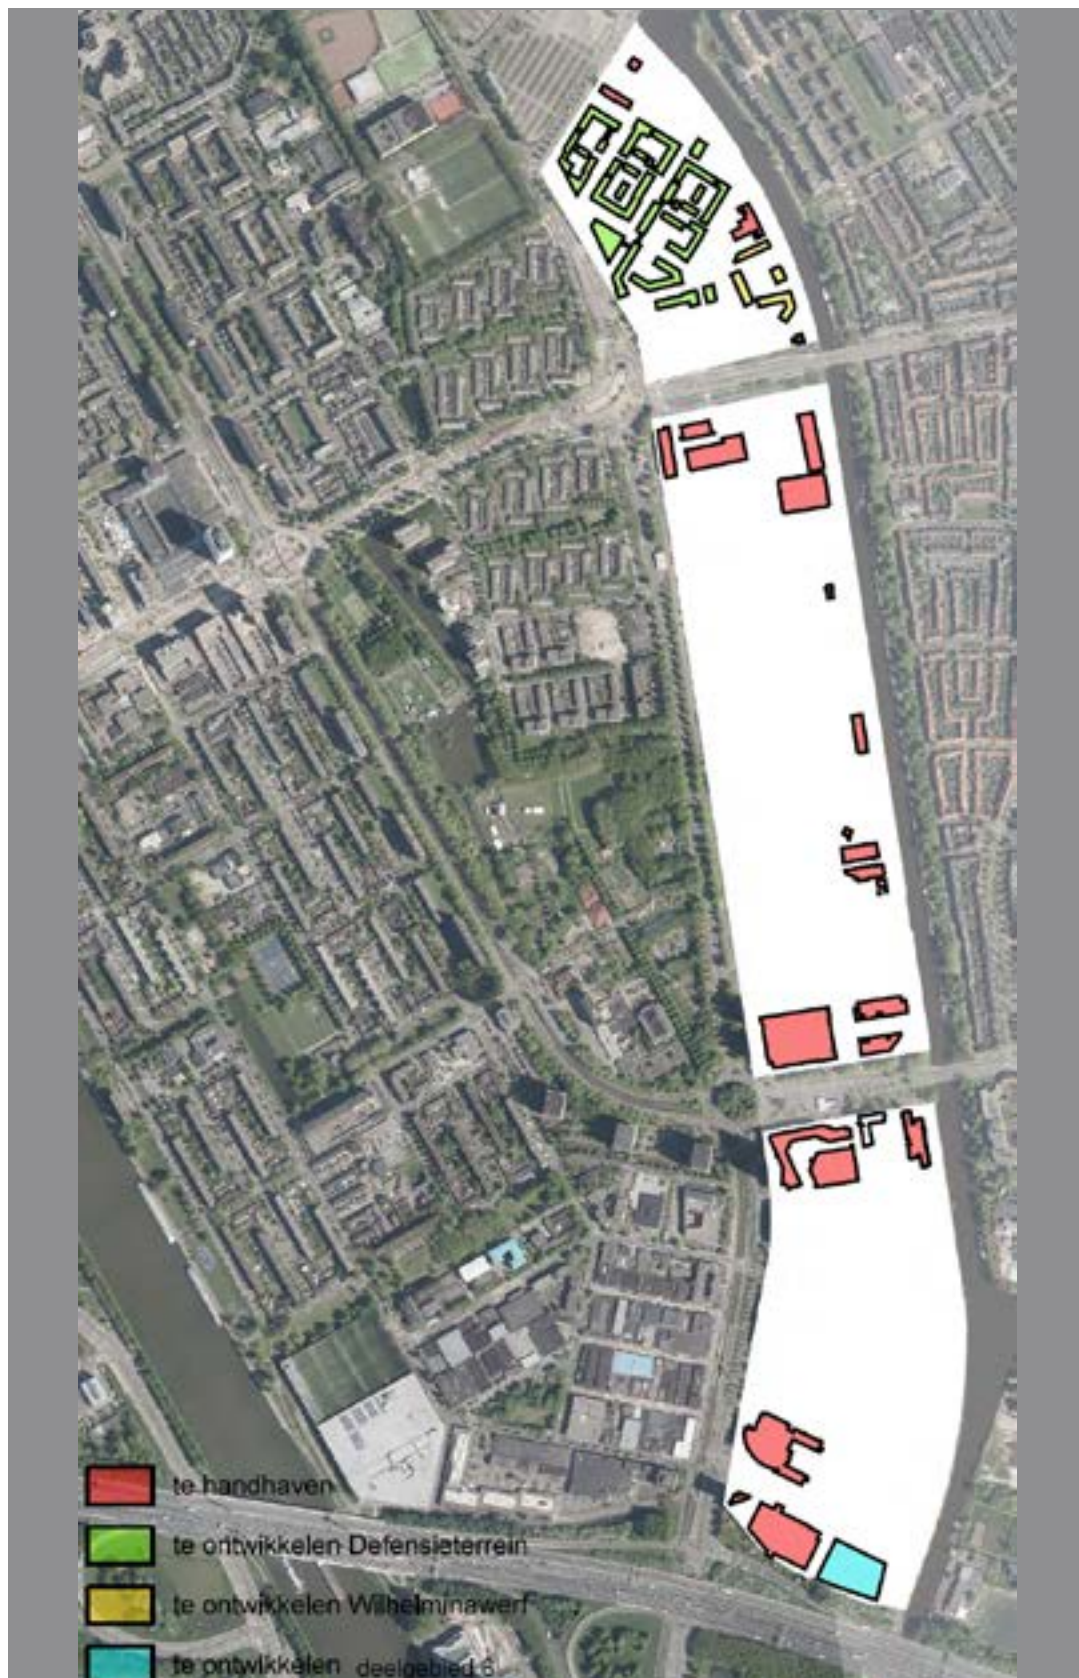 te handhaven
te ontwikkelen Defensieterrein
te ontwikkelen Wilhelminawerf
te ontwikkelen deelgebied 6